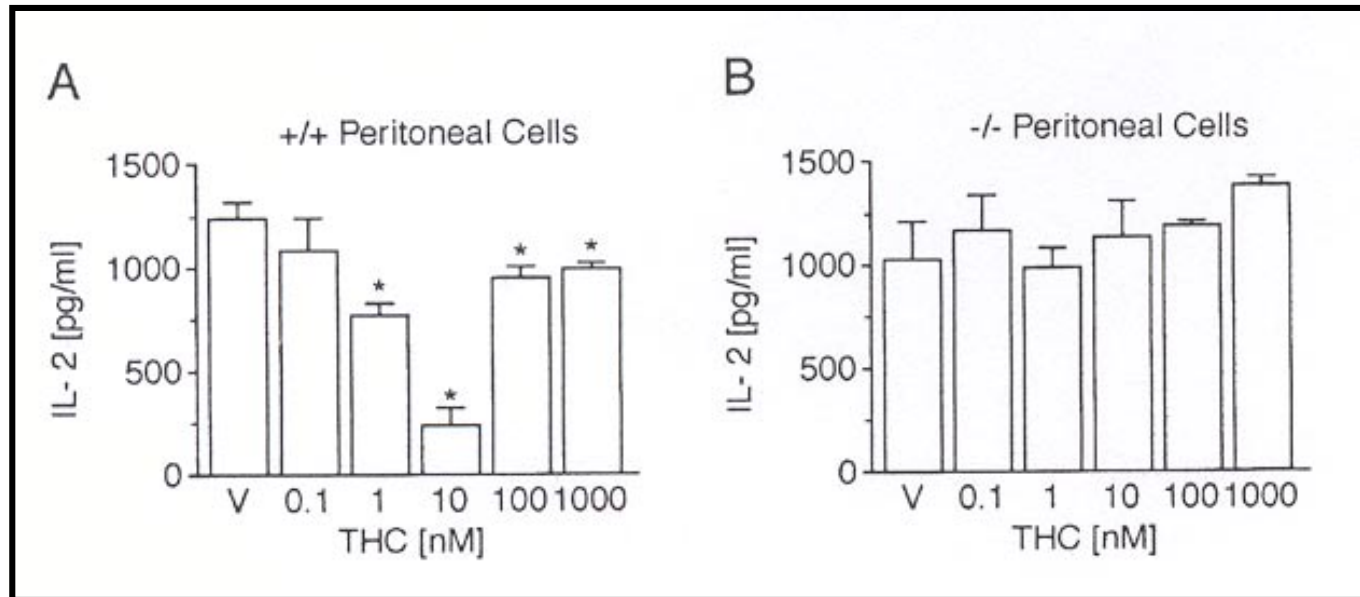 A
+/+ Peritoneal Cells
1500
1000
500
0
IL- 2 [pg/ml]
*
*
*
*
V 0.1 1 10 100 1000
THC [nM]
B
-/- Peritoneal Cells
1500
1000
500
0
IL- 2 [pg/ml]
V 0.1 1 10 100 1000
THC [nM]